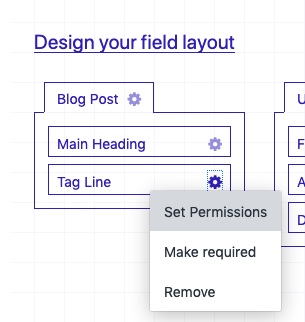 Design your field layout
Blog Post
U
Main Heading
F
Tag Line
A
D
Set Permissions
Make required
Remove